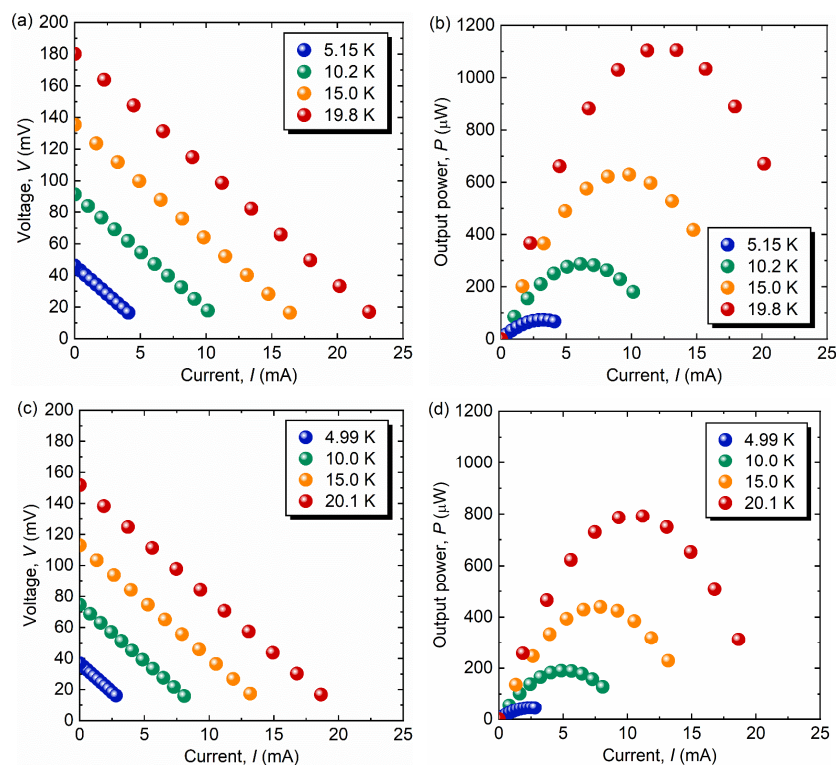 (a)
200
180
160
140
120
100
80
60
40
20
0
Voltage, V (mV)
5.15 K
10.2 K
15.0 K
19.8 K
0 5 10 15 20 25
Current, I (mA)
(b)
1200
1000
800
600
400
200
0
Output power, P (μW)
5.15 K
10.2 K
15.0 K
19.8 K
0 5 10 15 20 25
Current, I (mA)
(c)
200
180
160
140
120
100
80
60
40
20
0
Voltage, V (mV)
4.99 K
10.0 K
15.0 K
20.1 K
0 5 10 15 20 25
Current, I (mA)
(d)
1200
1000
800
600
400
200
0
Output power, P (μW)
4.99 K
10.0 K
15.0 K
20.1 K
0 5 10 15 20 25
Current, I (mA)